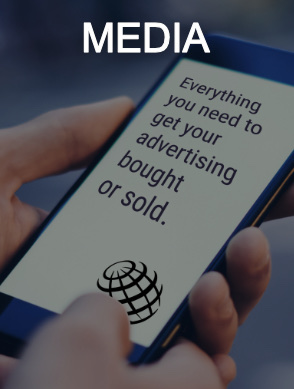 MEDIA
Everything
you need to
get your
advertising
bought
or sold.